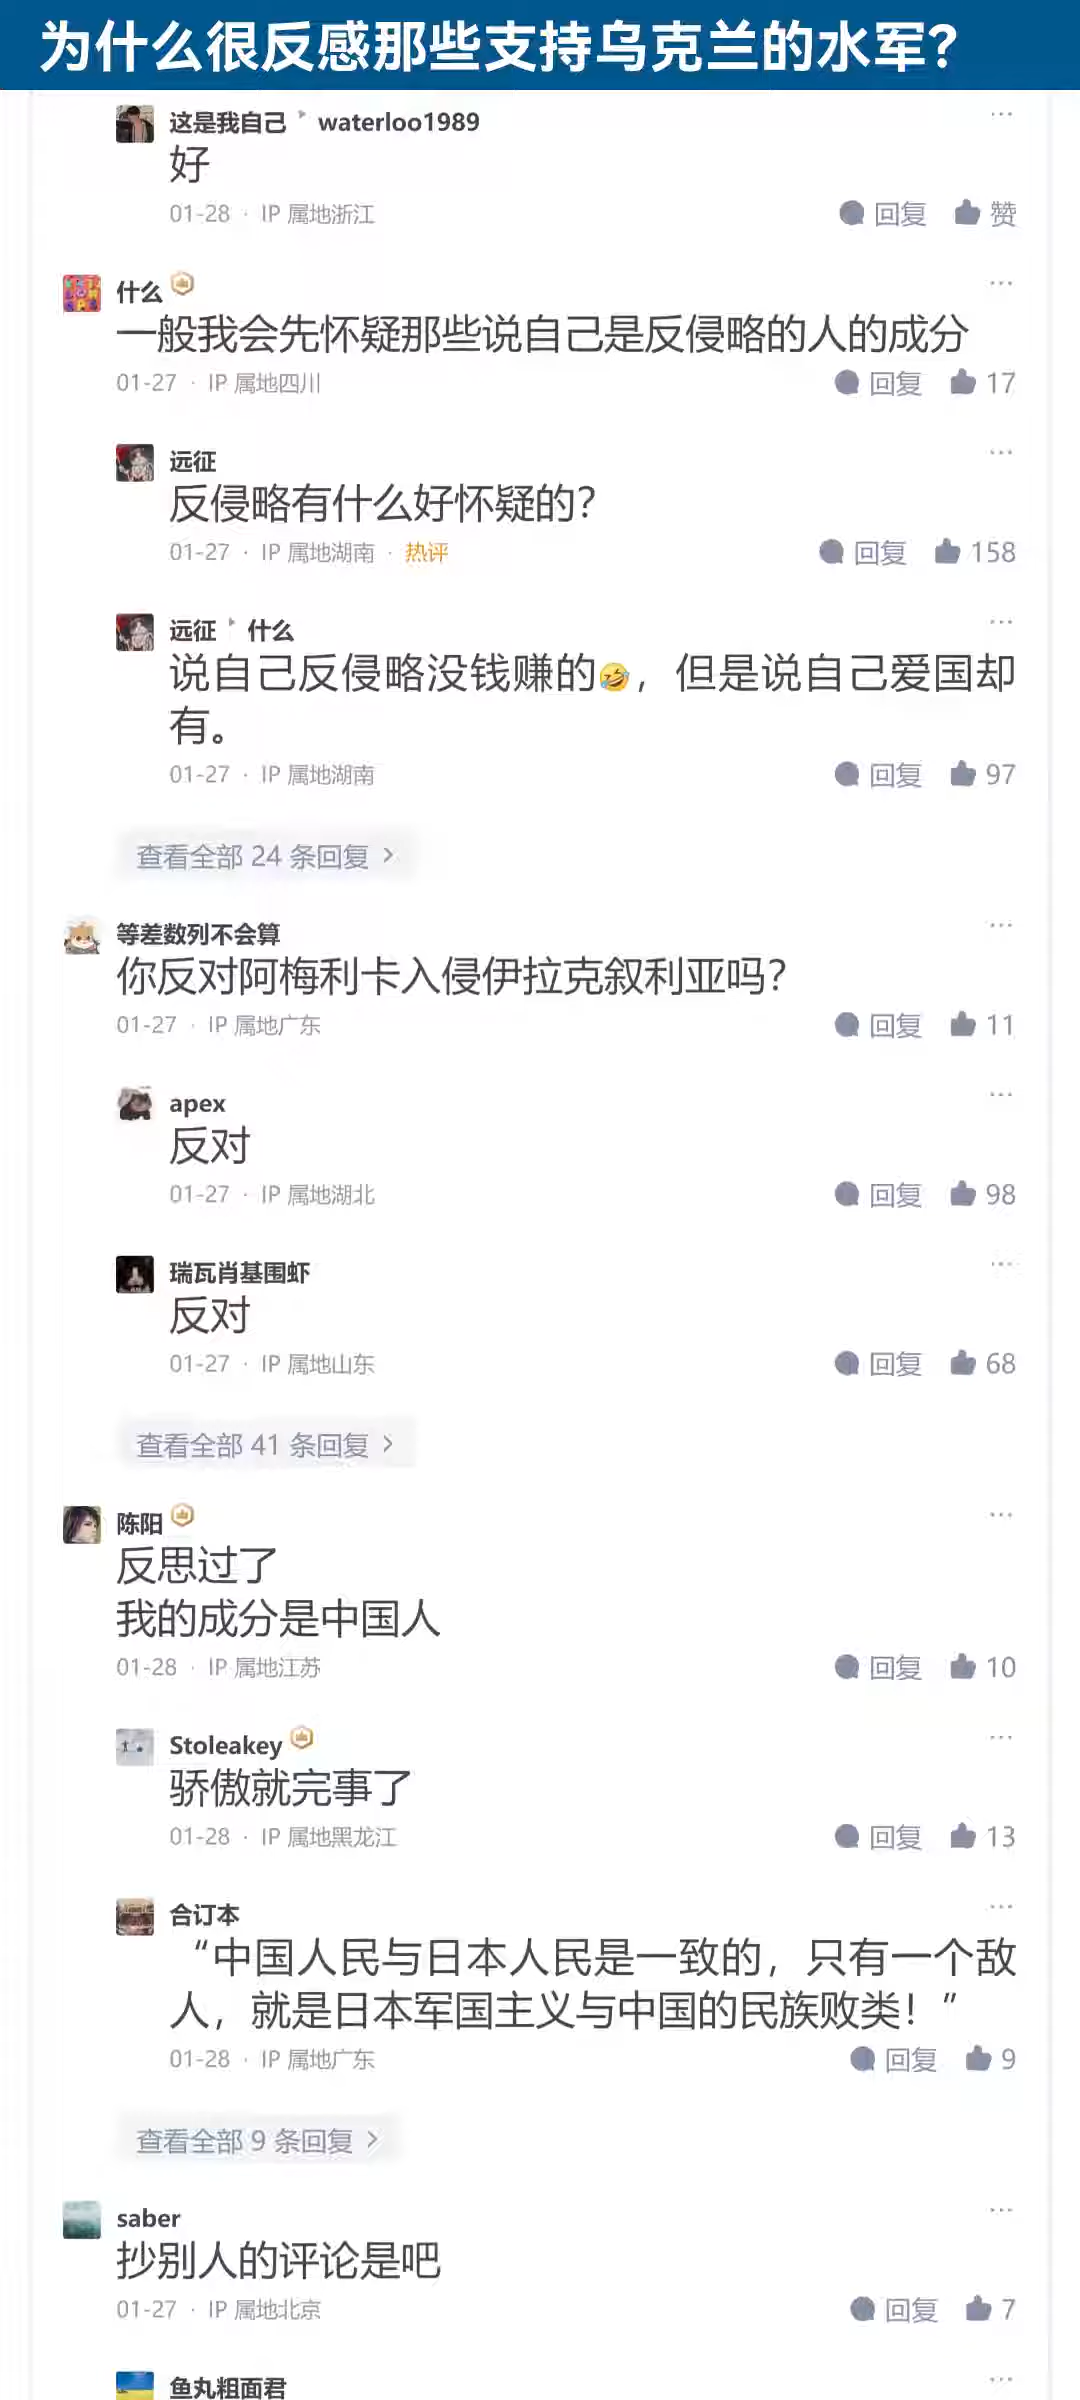 为什么很反感那些支持乌克兰的水军?
这是我自己 ▸ waterloo1989
好
01-28 · IP 属地浙江 回复 赞
什么
一般我会先怀疑那些说自己是反侵略的人的成分
01-27 · IP 属地四川 回复 17
远征
反侵略有什么好怀疑的?
01-27 · IP 属地湖南 · 热评 回复 158
远征 ▸ 什么
说自己反侵略没钱赚的🤣，但是说自己爱国却
有。
01-27 · IP 属地湖南 回复 97
查看全部 24 条回复 >
等差数列不会算
你反对阿梅利卡入侵伊拉克叙利亚吗?
01-27 · IP 属地广东 回复 11
apex
反对
01-27 · IP 属地湖北 回复 98
瑞瓦肖基围虾
反对
01-27 · IP 属地山东 回复 68
查看全部 41 条回复 >
陈阳
反思过了
我的成分是中国人
01-28 · IP 属地江苏 回复 10
Stoleakey
骄傲就完事了
01-28 · IP 属地黑龙江 回复 13
合订本
“中国人民与日本人民是一致的，只有一个敌
人，就是日本军国主义与中国的民族败类！”
01-28 · IP 属地广东 回复 9
查看全部 9 条回复 >
saber
抄别人的评论是吧
01-27 · IP 属地北京 回复 7
鱼丸粗面君